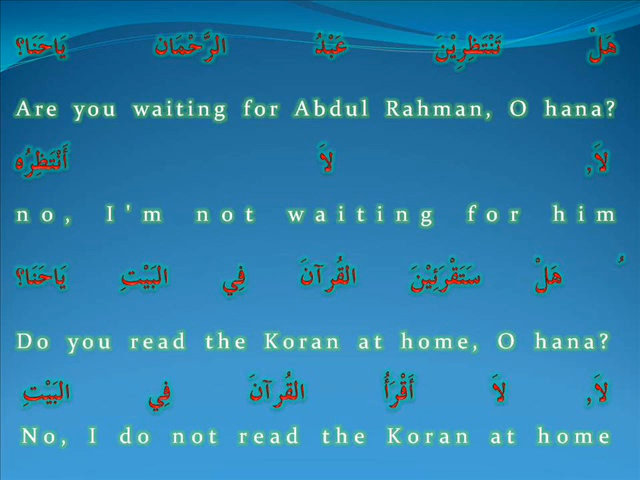 هَلْ تَنْتَظِرِيْنَ عَبْدُ الرَّحْمَان يَاحَنَا؟
Are you waiting for Abdul Rahman, O hana?
لاَ, لاَ أَنْتَظِرُه
no, I'm not waiting for him
ُ هَلْ سَتَقْرَئِيْنَ القُرآنَ فِي البَيْتِ يَاحَنَا؟
Do you read the Koran at home, O hana?
لاَ, لاَ أَقْرَأُ القُرآنَ فِي البَيْتِ
No, I do not read the Koran at home